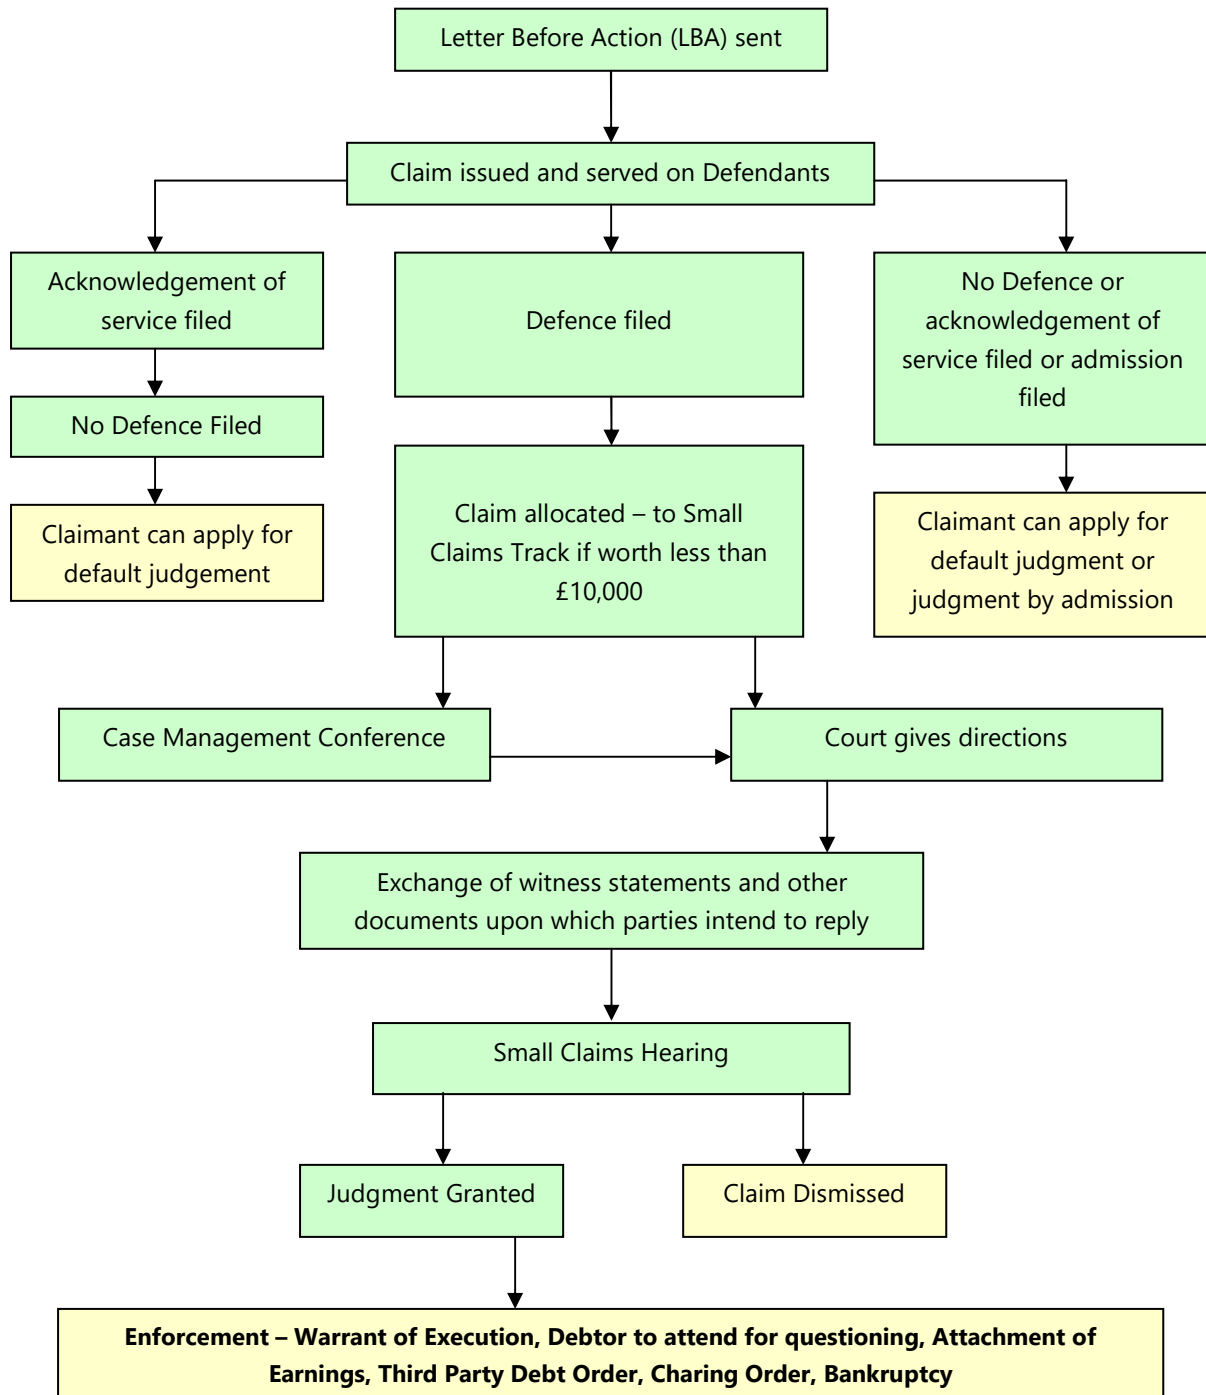 Letter Before Action (LBA) sent
Claim issued and served on Defendants
Acknowledgement of
service filed
Defence filed
No Defence or
acknowledgement of
service filed or admission
filed
No Defence Filed
Claimant can apply for
default judgement
Claim allocated – to Small
Claims Track if worth less than
£10,000
Claimant can apply for
default judgment or
judgment by admission
Case Management Conference
Court gives directions
Exchange of witness statements and other
documents upon which parties intend to reply
Small Claims Hearing
Judgment Granted
Claim Dismissed
Enforcement – Warrant of Execution, Debtor to attend for questioning, Attachment of
Earnings, Third Party Debt Order, Charing Order, Bankruptcy